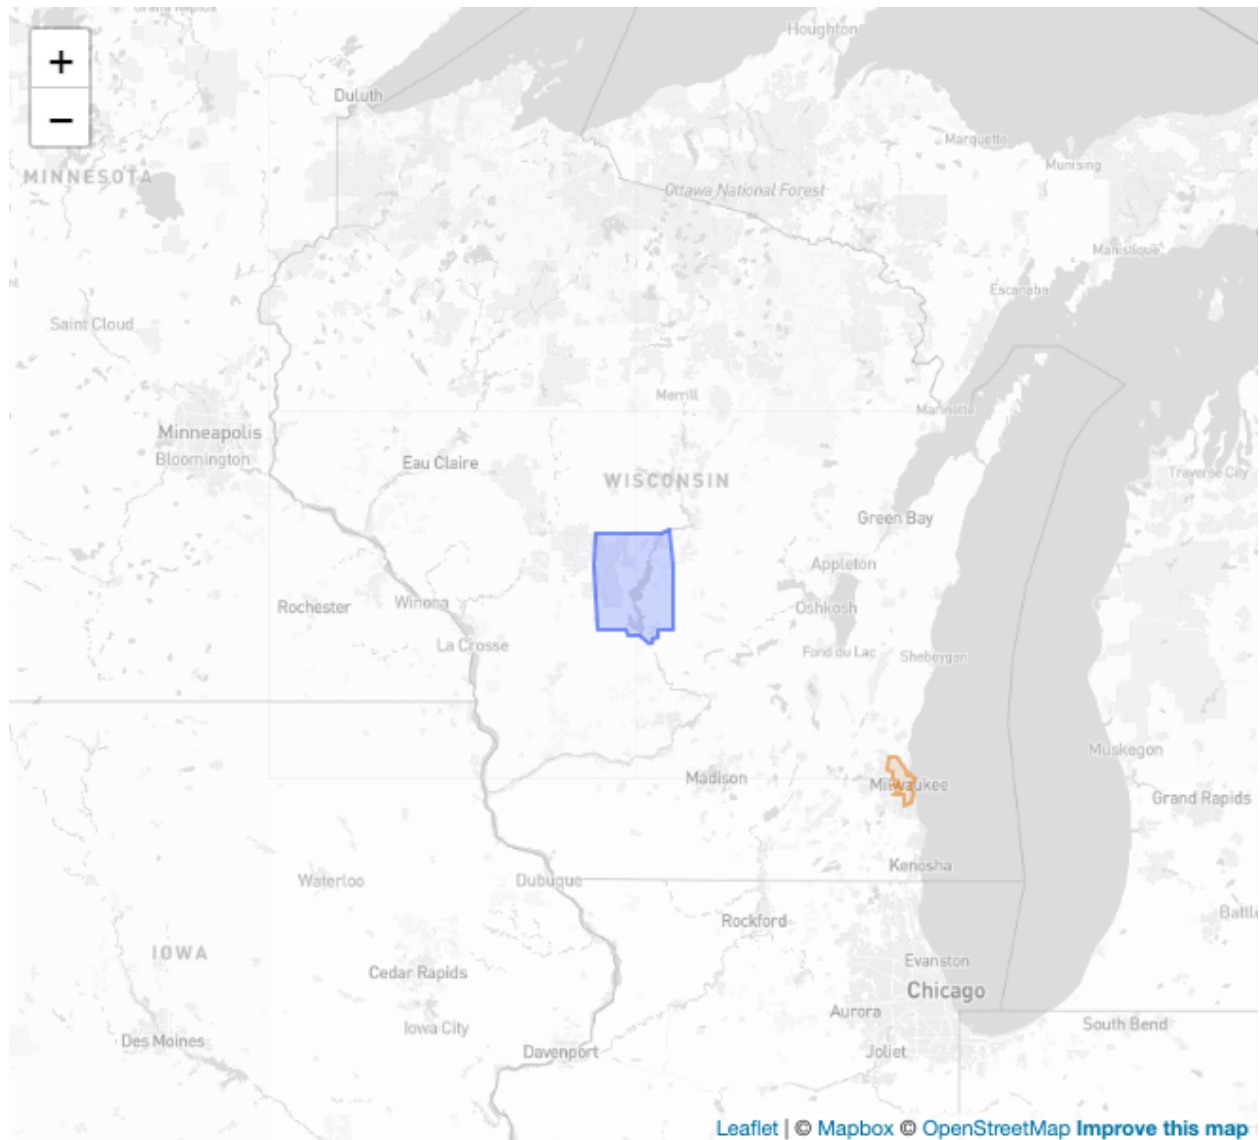 Grand Rapids
Houghton
+
Duluth
−
Marquette
Munising
MINNESOTA
Ottawa National Forest
Manistique
Escanaba
Saint Cloud
Merrill
Marinette
Minneapolis
Bloomington
Eau Claire
Traverse City
WISCONSIN
Green Bay
Appleton
Rochester
Winona
Oshkosh
La Crosse
Fond du Lac
Sheboygan
Muskegon
Madison
Milwaukee
Grand Rapids
Kenosha
Waterloo
Dubuque
Rockford
Battle
IOWA
Evanston
Cedar Rapids
Chicago
Aurora
Iowa City
South Bend
Des Moines
Davenport
Joliet
Leaflet | © Mapbox © OpenStreetMap Improve this map